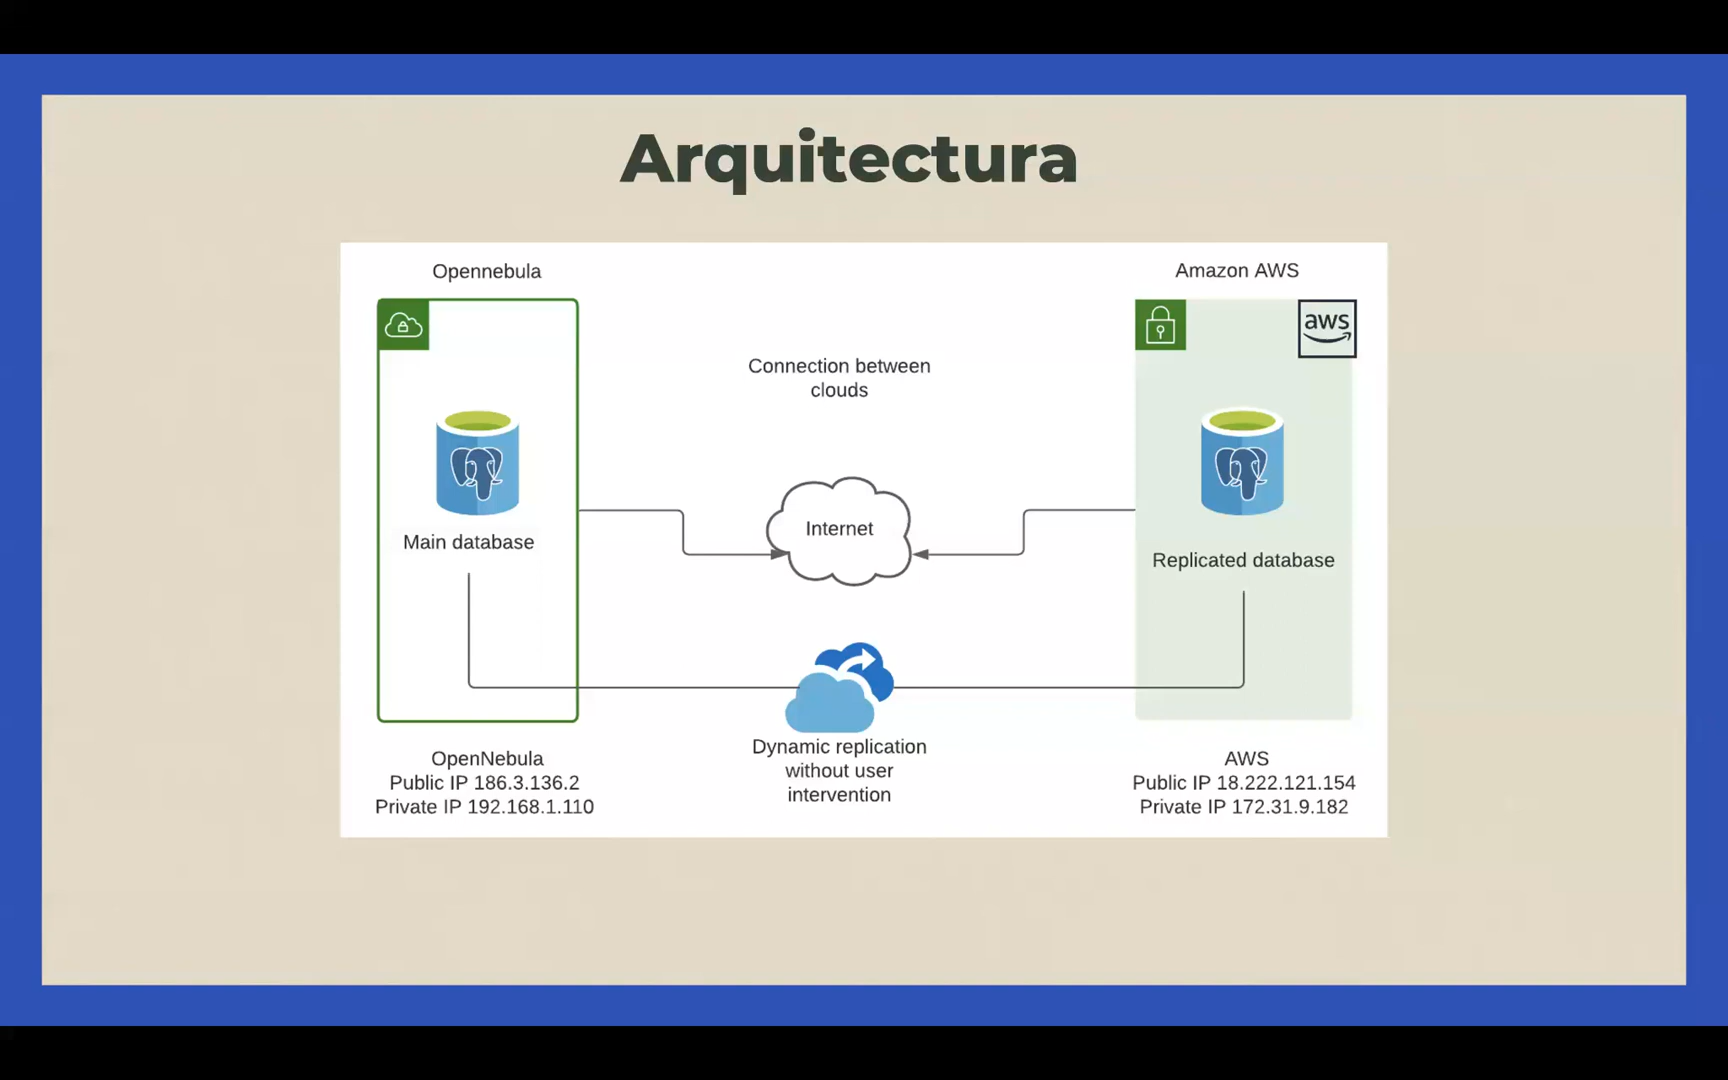 Arquitectura
Opennebula
Amazon AWS
aws
Connection between
clouds
Internet
Main database
Replicated database
Dynamic replication
without user
intervention
OpenNebula
Public IP 186.3.136.2
Private IP 192.168.1.110
AWS
Public IP 18.222.121.154
Private IP 172.31.9.182